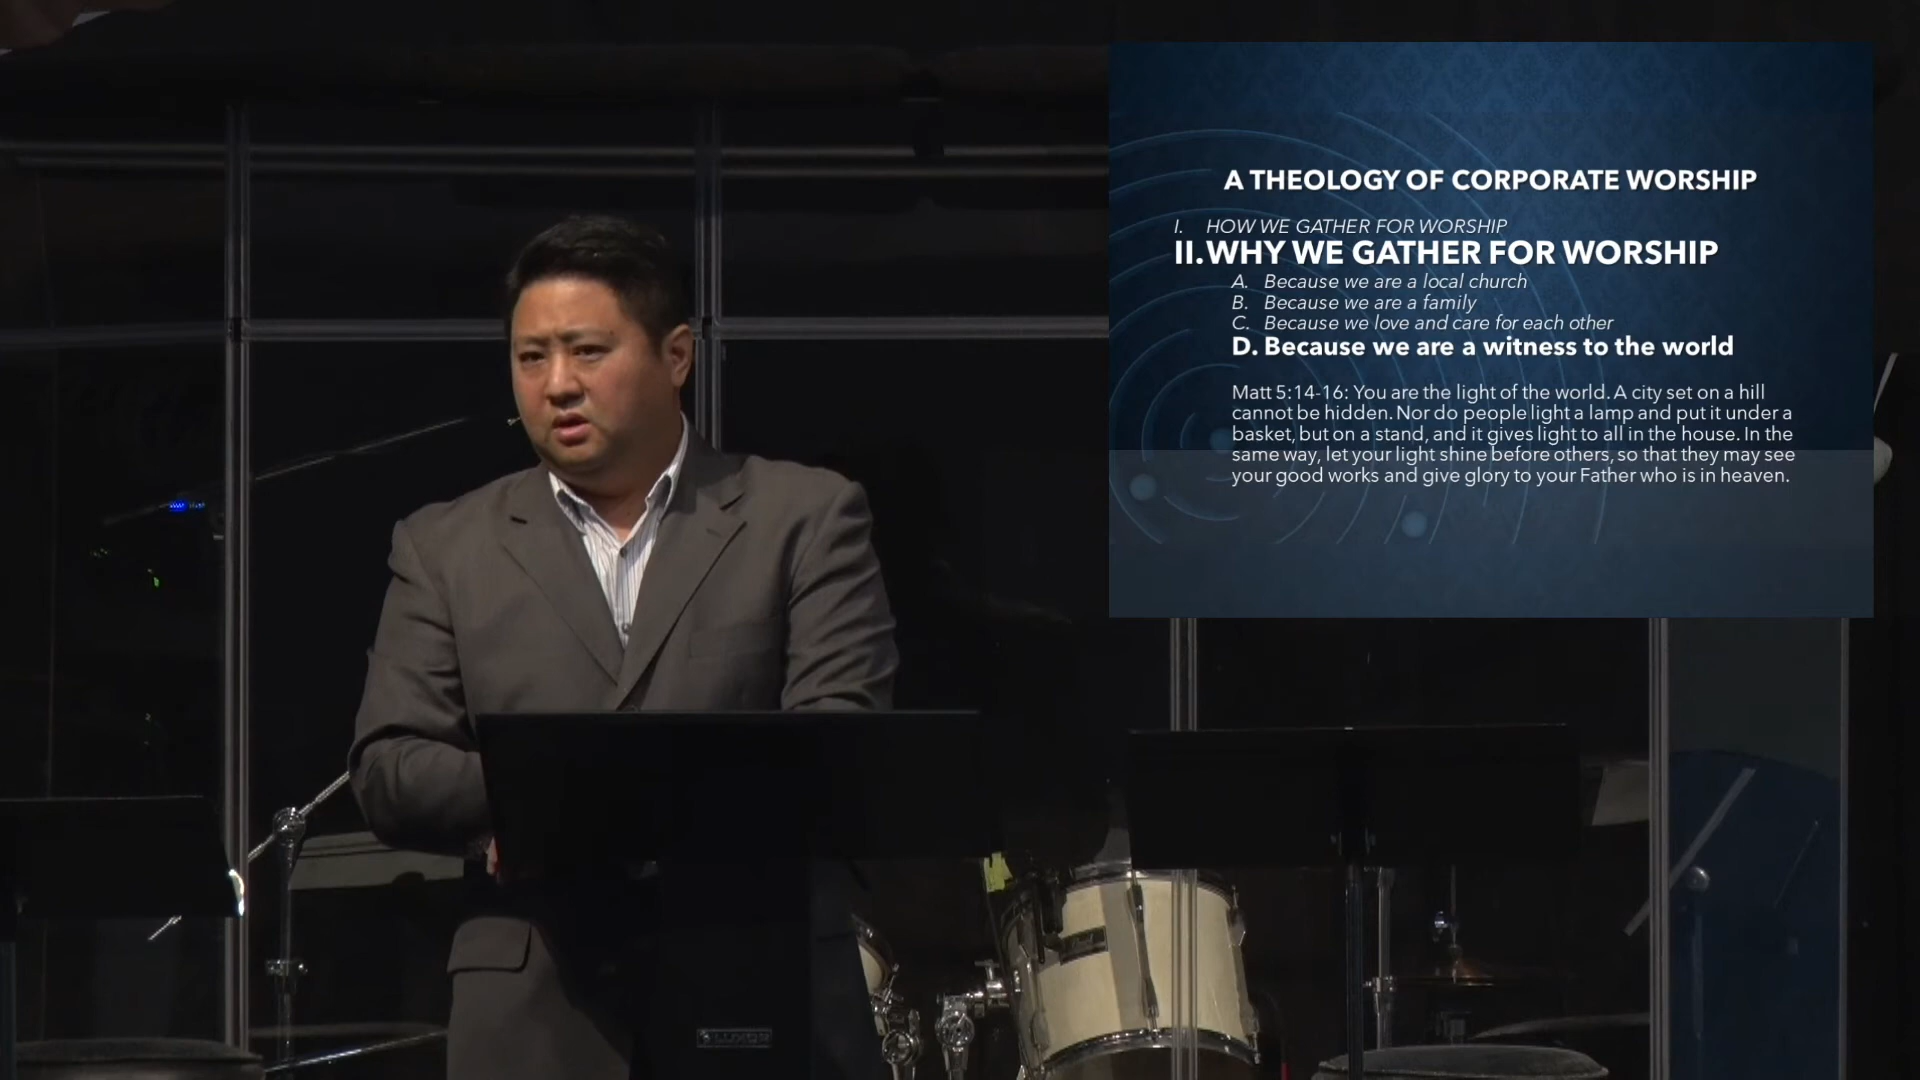 A THEOLOGY OF CORPORATE WORSHIP
I. HOW WE GATHER FOR WORSHIP
II. WHY WE GATHER FOR WORSHIP
A. Because we are a local church
B. Because we are a family
C. Because we love and care for each other
D. Because we are a witness to the world
Matt 5:14-16: You are the light of the world. A city set on a hill
cannot be hidden. Nor do people light a lamp and put it under a
basket, but on a stand, and it gives light to all in the house. In the
same way, let your light shine before others, so that they may see
your good works and give glory to your Father who is in heaven.